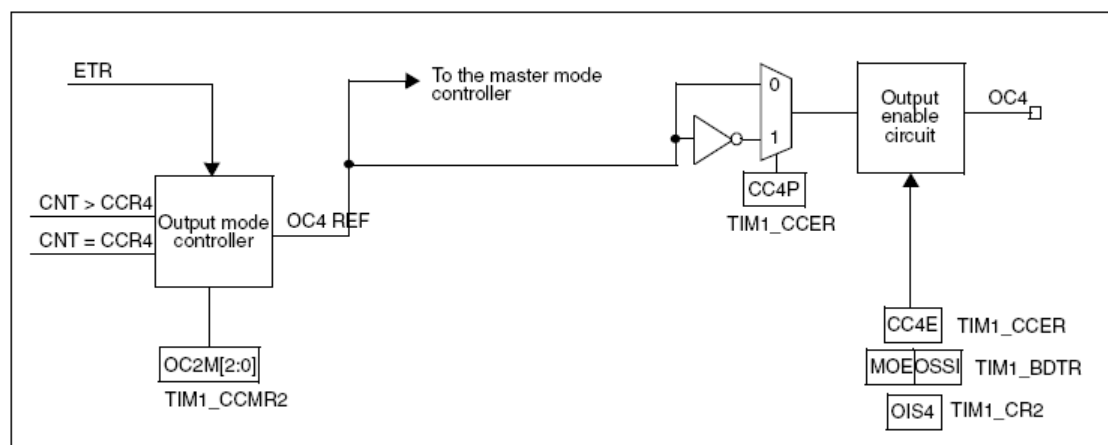 ETR
To the master mode
controller
0
1
Output
enable
circuit
OC4
CC4P
TIM1_CCER
CNT > CCR4
CNT = CCR4
Output mode
controller
OC4 REF
OC2M[2:0]
TIM1_CCMR2
CC4E TIM1_CCER
MOE OSSI TIM1_BDTR
OIS4 TIM1_CR2